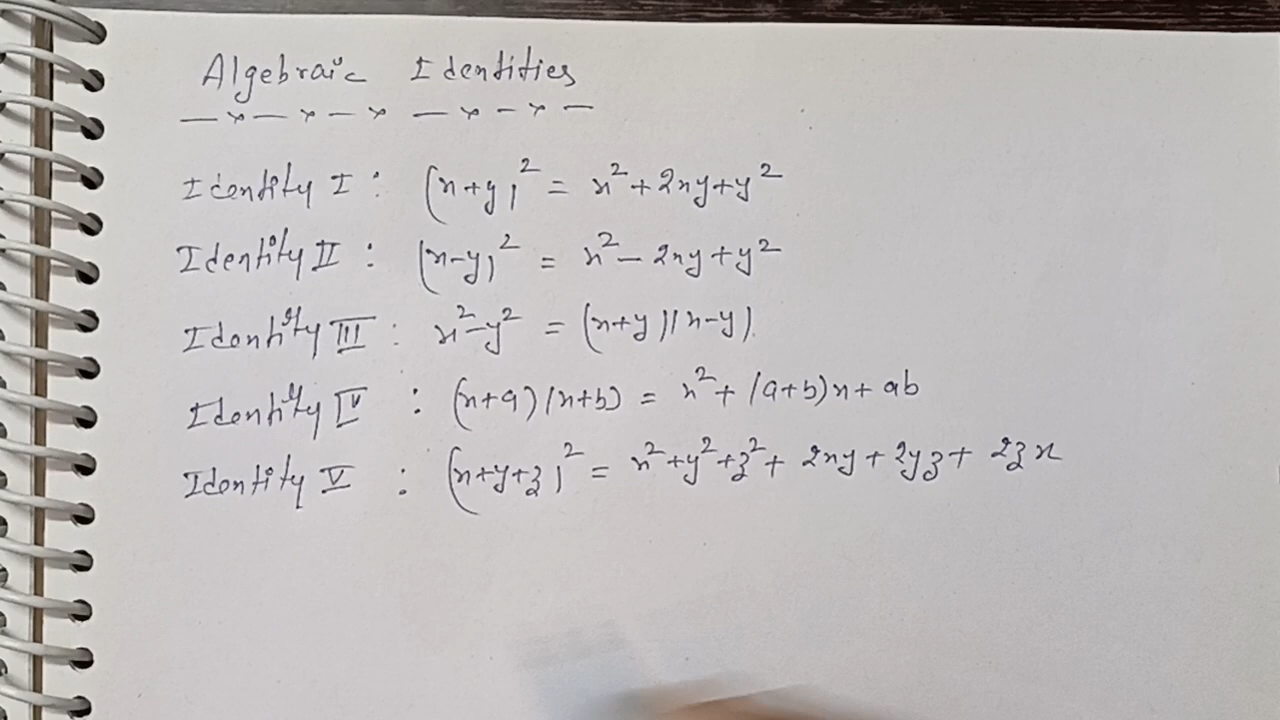 Algebraic Identities
Identity I : (x+y)² = x²+2xy+y²
Identity II : (x-y)² = x²-2xy+y²
Identity III : x²-y² = (x+y)(x-y).
Identity IV : (x+a)(x+b) = x²+(a+b)x+ab
Identity V : (x+y+z)² = x²+y²+z²+2xy+2yz+2zx